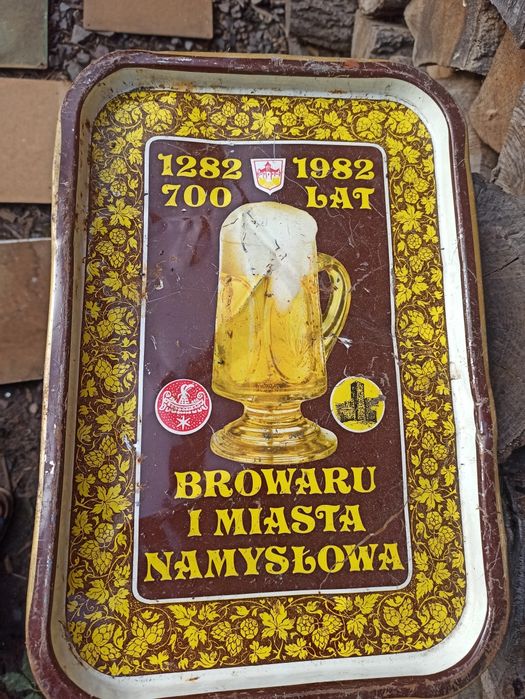 1282 1982
700 LAT
BROWARU
I MIASTA
NAMYSŁOWA